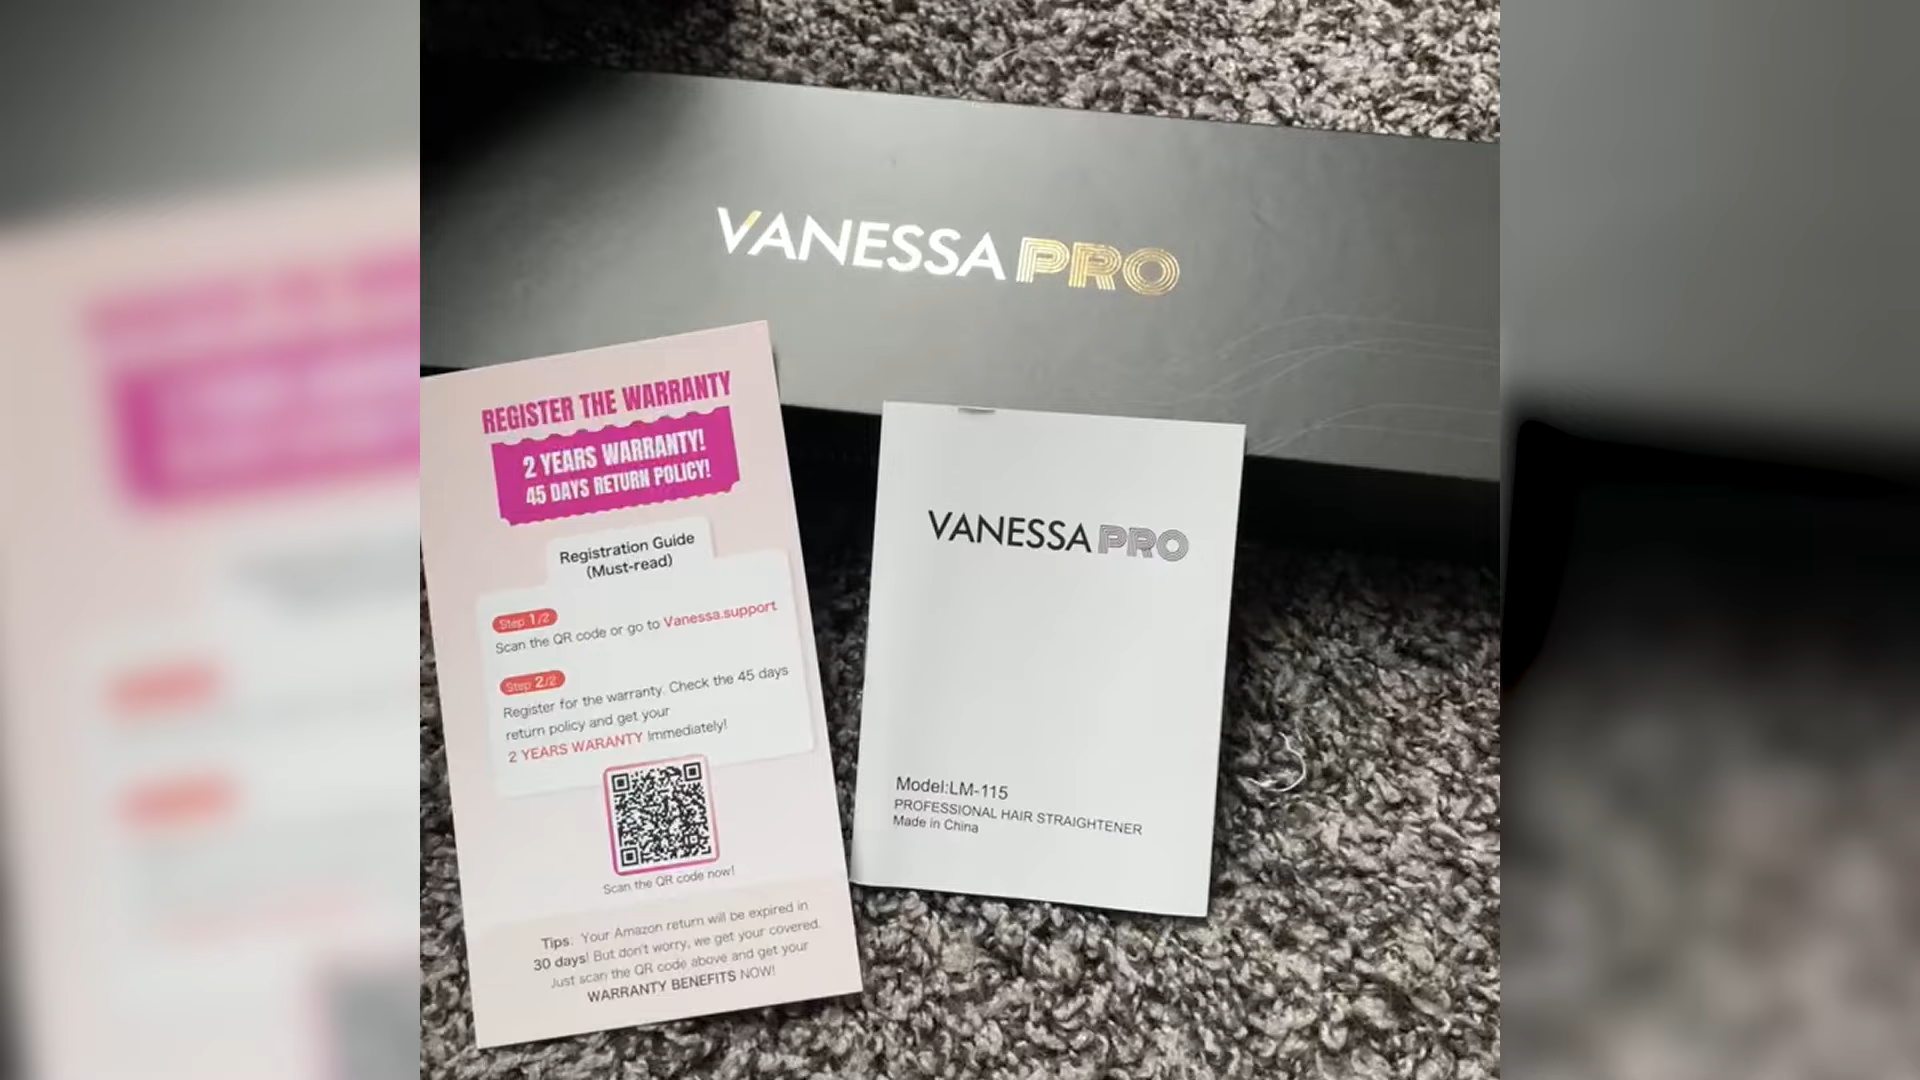 VANESSA PRO
REGISTER THE WARRANTY
2 YEARS WARRANTY!
45 DAYS RETURN POLICY!
Registration Guide
(Must-read)
Step 1/2
Scan the QR code or go to Vanessa.support
Step 2/2
Register for the warranty. Check the 45 days
return policy and get your
2 YEARS WARANTY Immediately!
Scan the QR code now!
Tips: Your Amazon return will be expired in
30 days! But don't worry, we get your covered.
Just scan the QR code above and get your
WARRANTY BENEFITS NOW!
VANESSA PRO
Model:LM-115
PROFESSIONAL HAIR STRAIGHTENER
Made in China